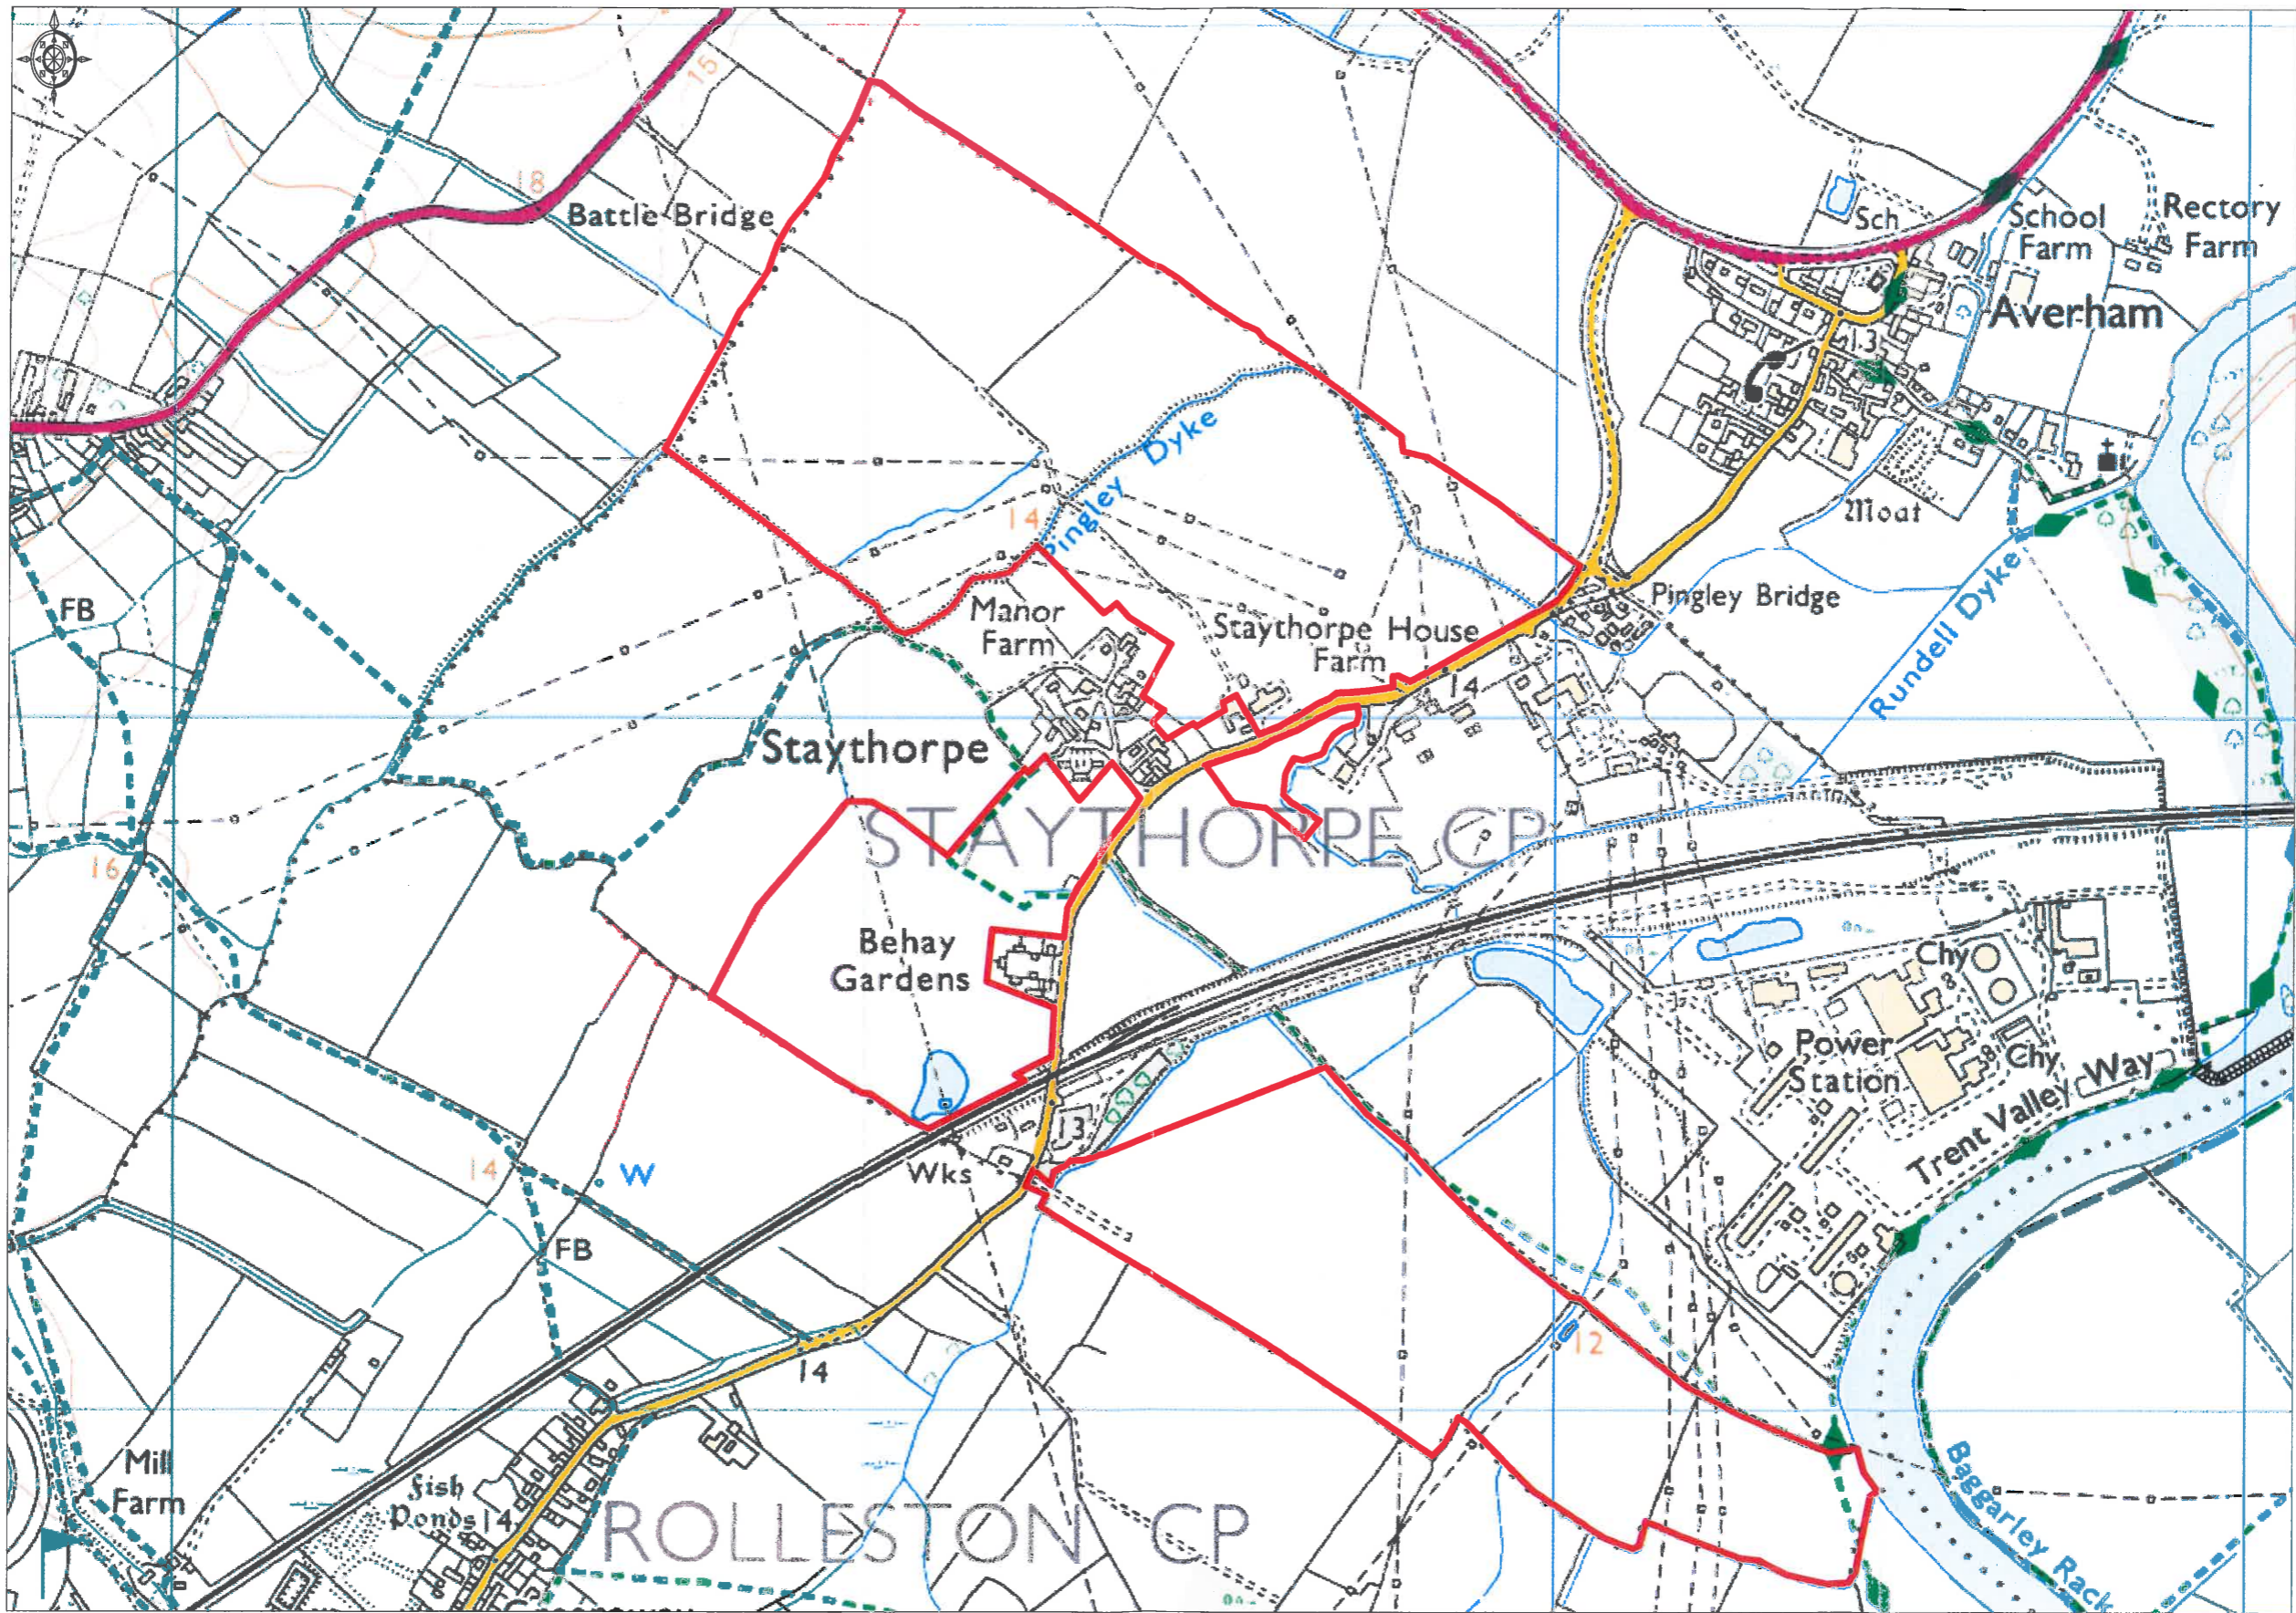 15
18
Battle Bridge
Sch
School
Farm
Rectory
Farm
Averham
13
Dyke
Pingley
14
Moat
FB
Manor
Farm
Staythorpe House
Farm
Pingley Bridge
Rundell Dyke
14
Staythorpe
STAYTHORPE CP
16
Behay
Gardens
Chy
Power
Station
Chy
Trent Valley Way
13
Wks
14
W
FB
12
14
Mill
Farm
Fish
Ponds
14
ROLLESTON CP
Baggarley Rack